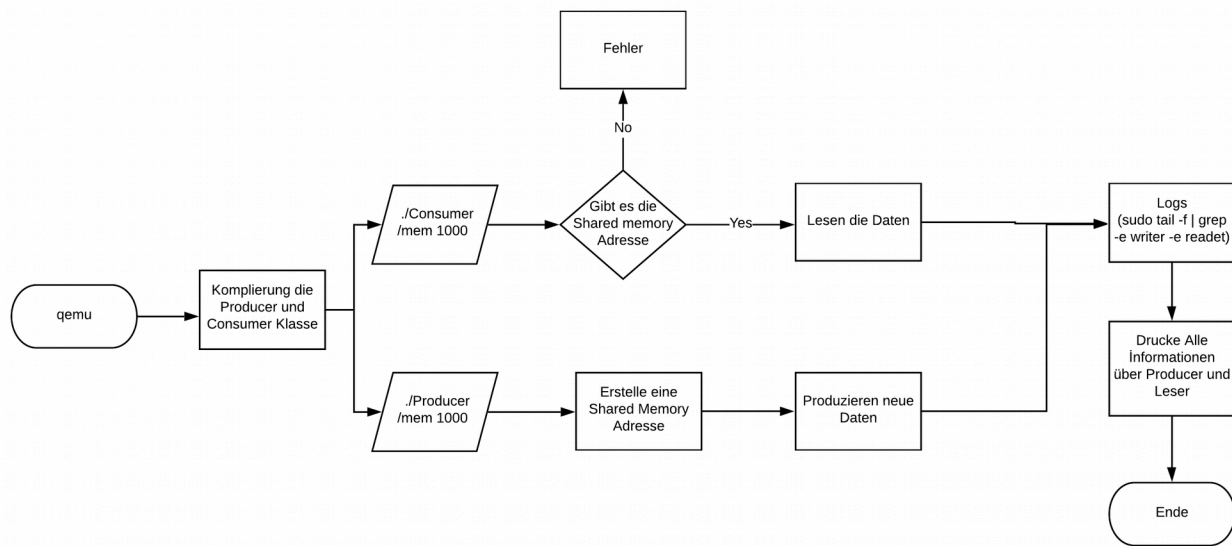 Fehler
No
./Consumer
/mem 1000
Gibt es die
Shared memory
Adresse
Yes
Lesen die Daten
Logs
(sudo tail -f | grep
-e writer -e readet)
qemu
Komplierung die
Producer und
Consumer Klasse
Drucke Alle
İnformationen
über Producer und
Leser
./Producer
/mem 1000
Erstelle eine
Shared Memory
Adresse
Produzieren neue
Daten
Ende